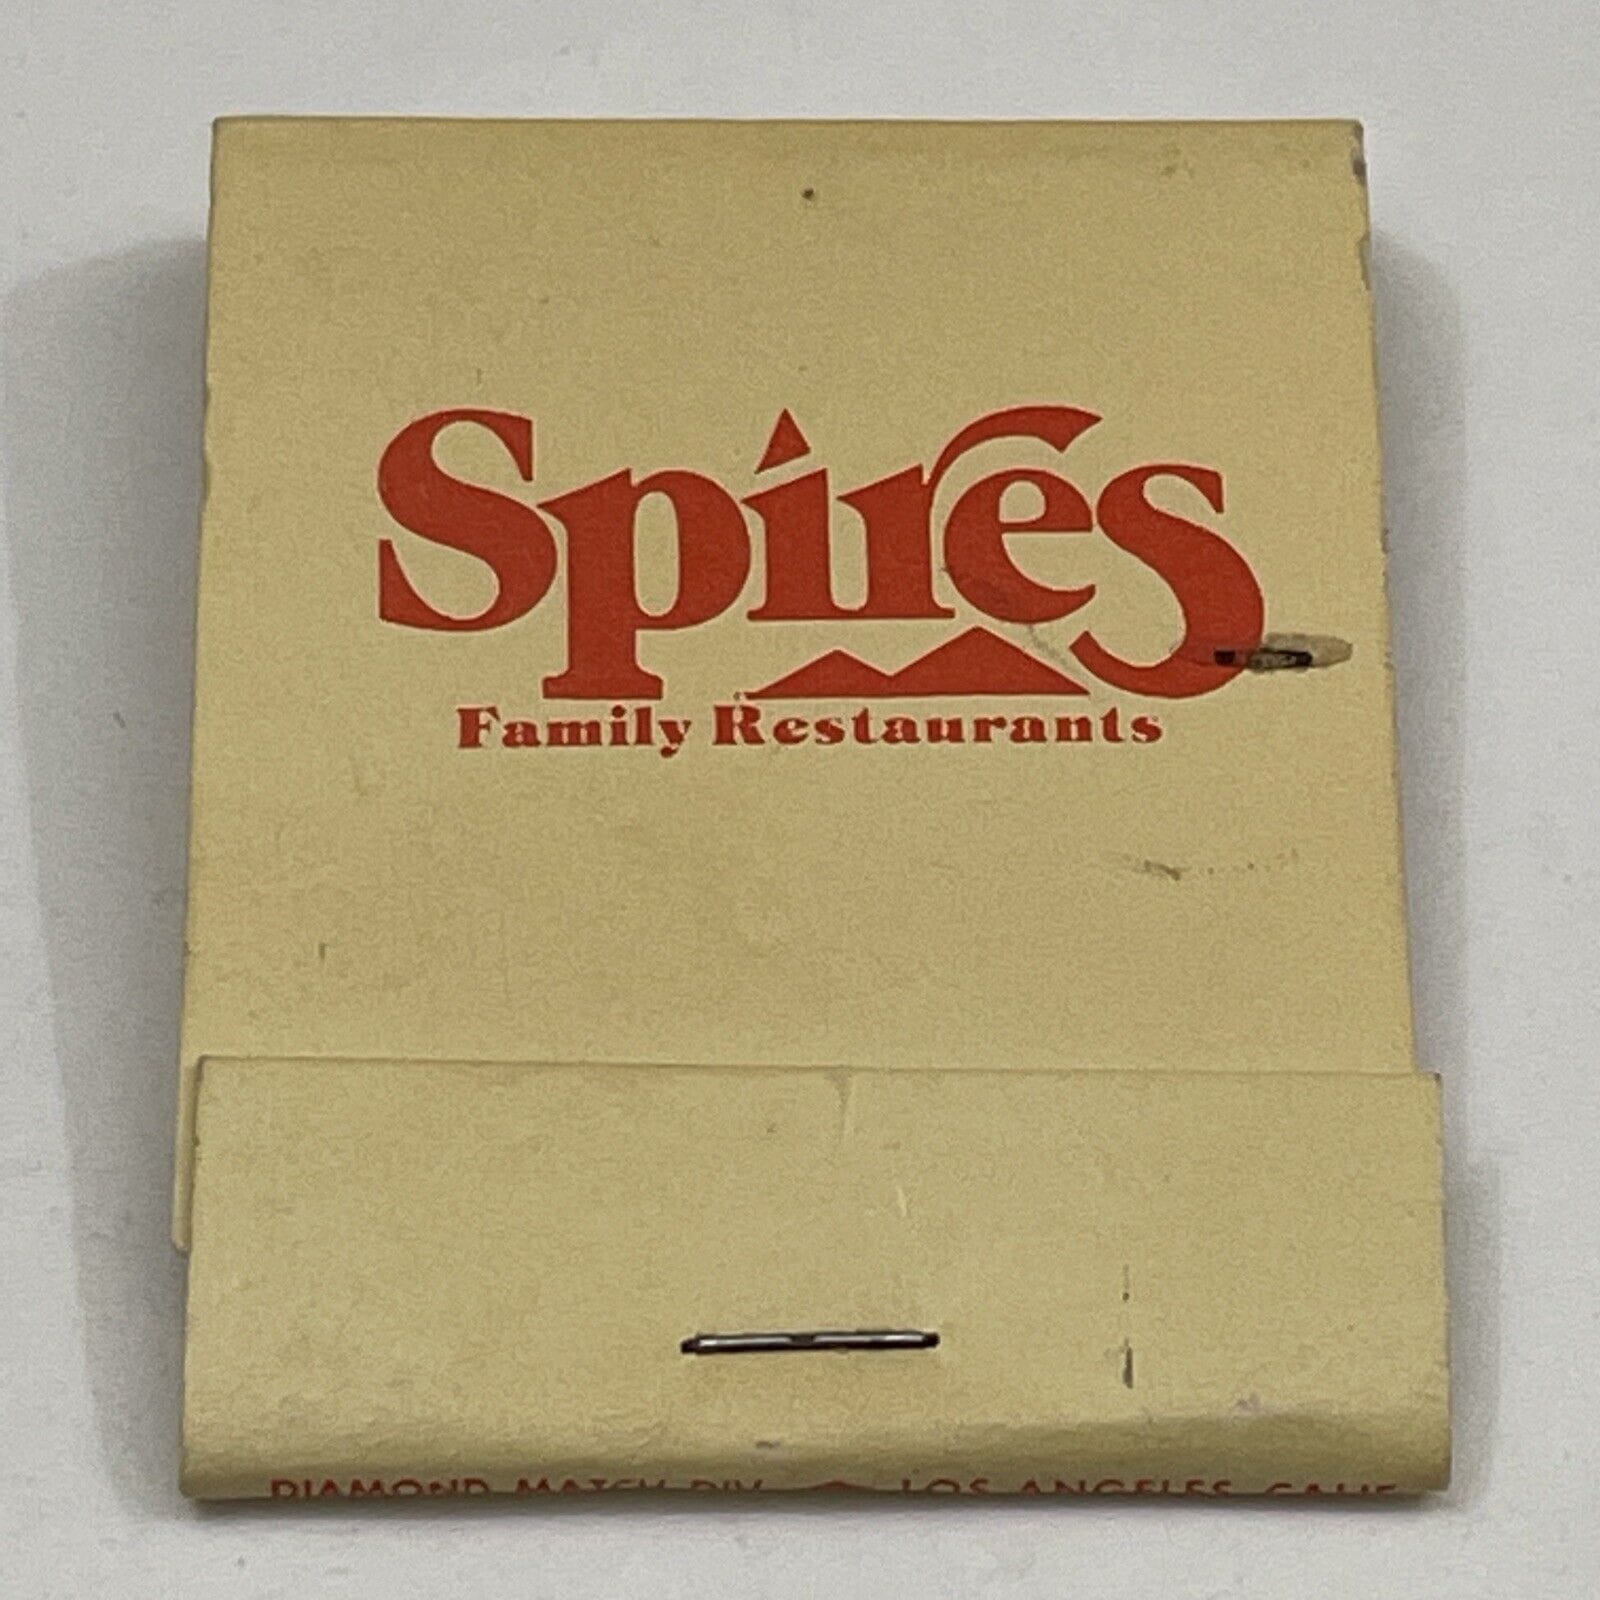 Spires
Family Restaurants
DIAMOND MATCH DIV. LOS ANGELES, CALIF.